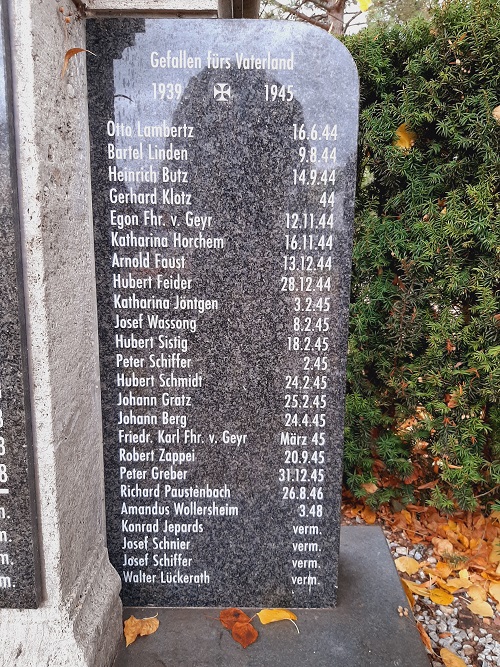 Gefallen fürs Vaterland
1939 1945
Otto Lambertz 16.6.44
Bartel Linden 9.8.44
Heinrich Butz 14.9.44
Gerhard Klotz 44
Egon Fhr. v. Geyr 12.11.44
Katharina Horchem 16.11.44
Arnold Faust 13.12.44
Hubert Feider 28.12.44
Katharina Jöntgen 3.2.45
Josef Wassong 8.2.45
Hubert Sistig 18.2.45
Peter Schiffer 2.45
Hubert Schmidt 24.2.45
Johann Gratz 25.2.45
Johann Berg 24.4.45
Friedr. Karl Fhr. v. Geyr März 45
Robert Zappei 20.9.45
Peter Greber 31.12.45
Richard Paustenbach 26.8.46
Amandus Wollersheim 3.48
Konrad Jepards verm.
Josef Schnier verm.
Josef Schiffer verm.
Walter Lückerath verm.